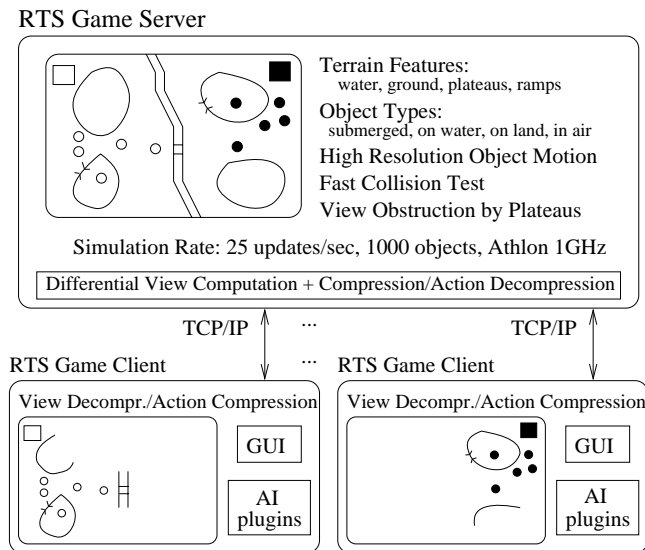 RTS Game Server
Terrain Features:
water, ground, plateaus, ramps
Object Types:
submerged, on water, on land, in air
High Resolution Object Motion
Fast Collision Test
View Obstruction by Plateaus
Simulation Rate: 25 updates/sec, 1000 objects, Athlon 1GHz
Differential View Computation + Compression/Action Decompression
TCP/IP ... TCP/IP
...
RTS Game Client RTS Game Client
View Decompr./Action Compression View Decompr./Action Compression
GUI GUI
AI AI
plugins plugins